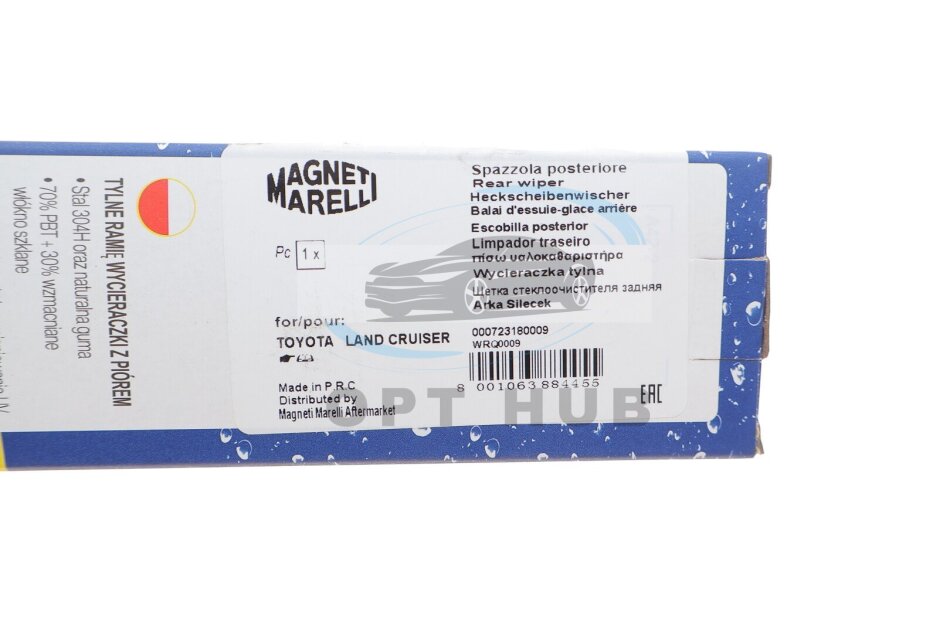 MAGNETI
MARELLI
Pc 1 x
for/pour:
TOYOTA LAND CRUISER
Made in P.R.C
Distributed by
Magneti Marelli Aftermarket
Spazzola posteriore
Rear wiper
Heckscheibenwischer
Balai d'essuie-glace arrière
Escobilla posterior
Limpador traseiro
πίσω υαλοκαθαριστήρα
Wycieraczka tylna
Щетка стеклоочистителя задняя
Arka Silecek
000723180009
WRQ0009
8 001063 884455
EAC
OPT HUB
TYLNE RAMIĘ WYCIERACZKI Z PIÓREM
• Stal 304H oraz naturalna guma
• 70% PBT + 30% wzmacniane
włókno szklane